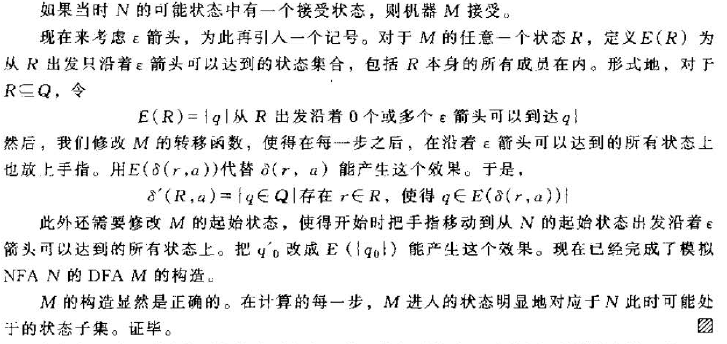 如果当时 N 的可能状态中有一个接受状态，则机器 M 接受。
现在来考虑 ε 箭头，为此再引入一个记号。对于 M 的任意一个状态 R，定义 E(R) 为
从 R 出发只沿着 ε 箭头可以达到的状态集合，包括 R 本身的所有成员在内。形式地，对于
R⊆Q，令
E(R)={q|从 R 出发沿着 0 个或多个 ε 箭头可以到达q}
然后，我们修改 M 的转移函数，使得在每一步之后，在沿着 ε 箭头可以达到的所有状态上
也放上手指。用E(δ(r,a))代替 δ(r，a) 能产生这个效果。于是，
δ′(R,a)={q∈Q|存在 r∈R，使得 q∈E(δ(r,a))}
此外还需要修改 M 的起始状态，使得开始时把手指移动到从 N 的起始状态出发沿着 ε
箭头可以达到的所有状态上。把 q′₀ 改成 E({q₀}) 能产生这个效果。现在已经完成了模拟
NFA N 的 DFA M 的构造。
M 的构造显然是正确的。在计算的每一步，M 进入的状态明显地对应于 N 此时可能处
于的状态子集。证毕。